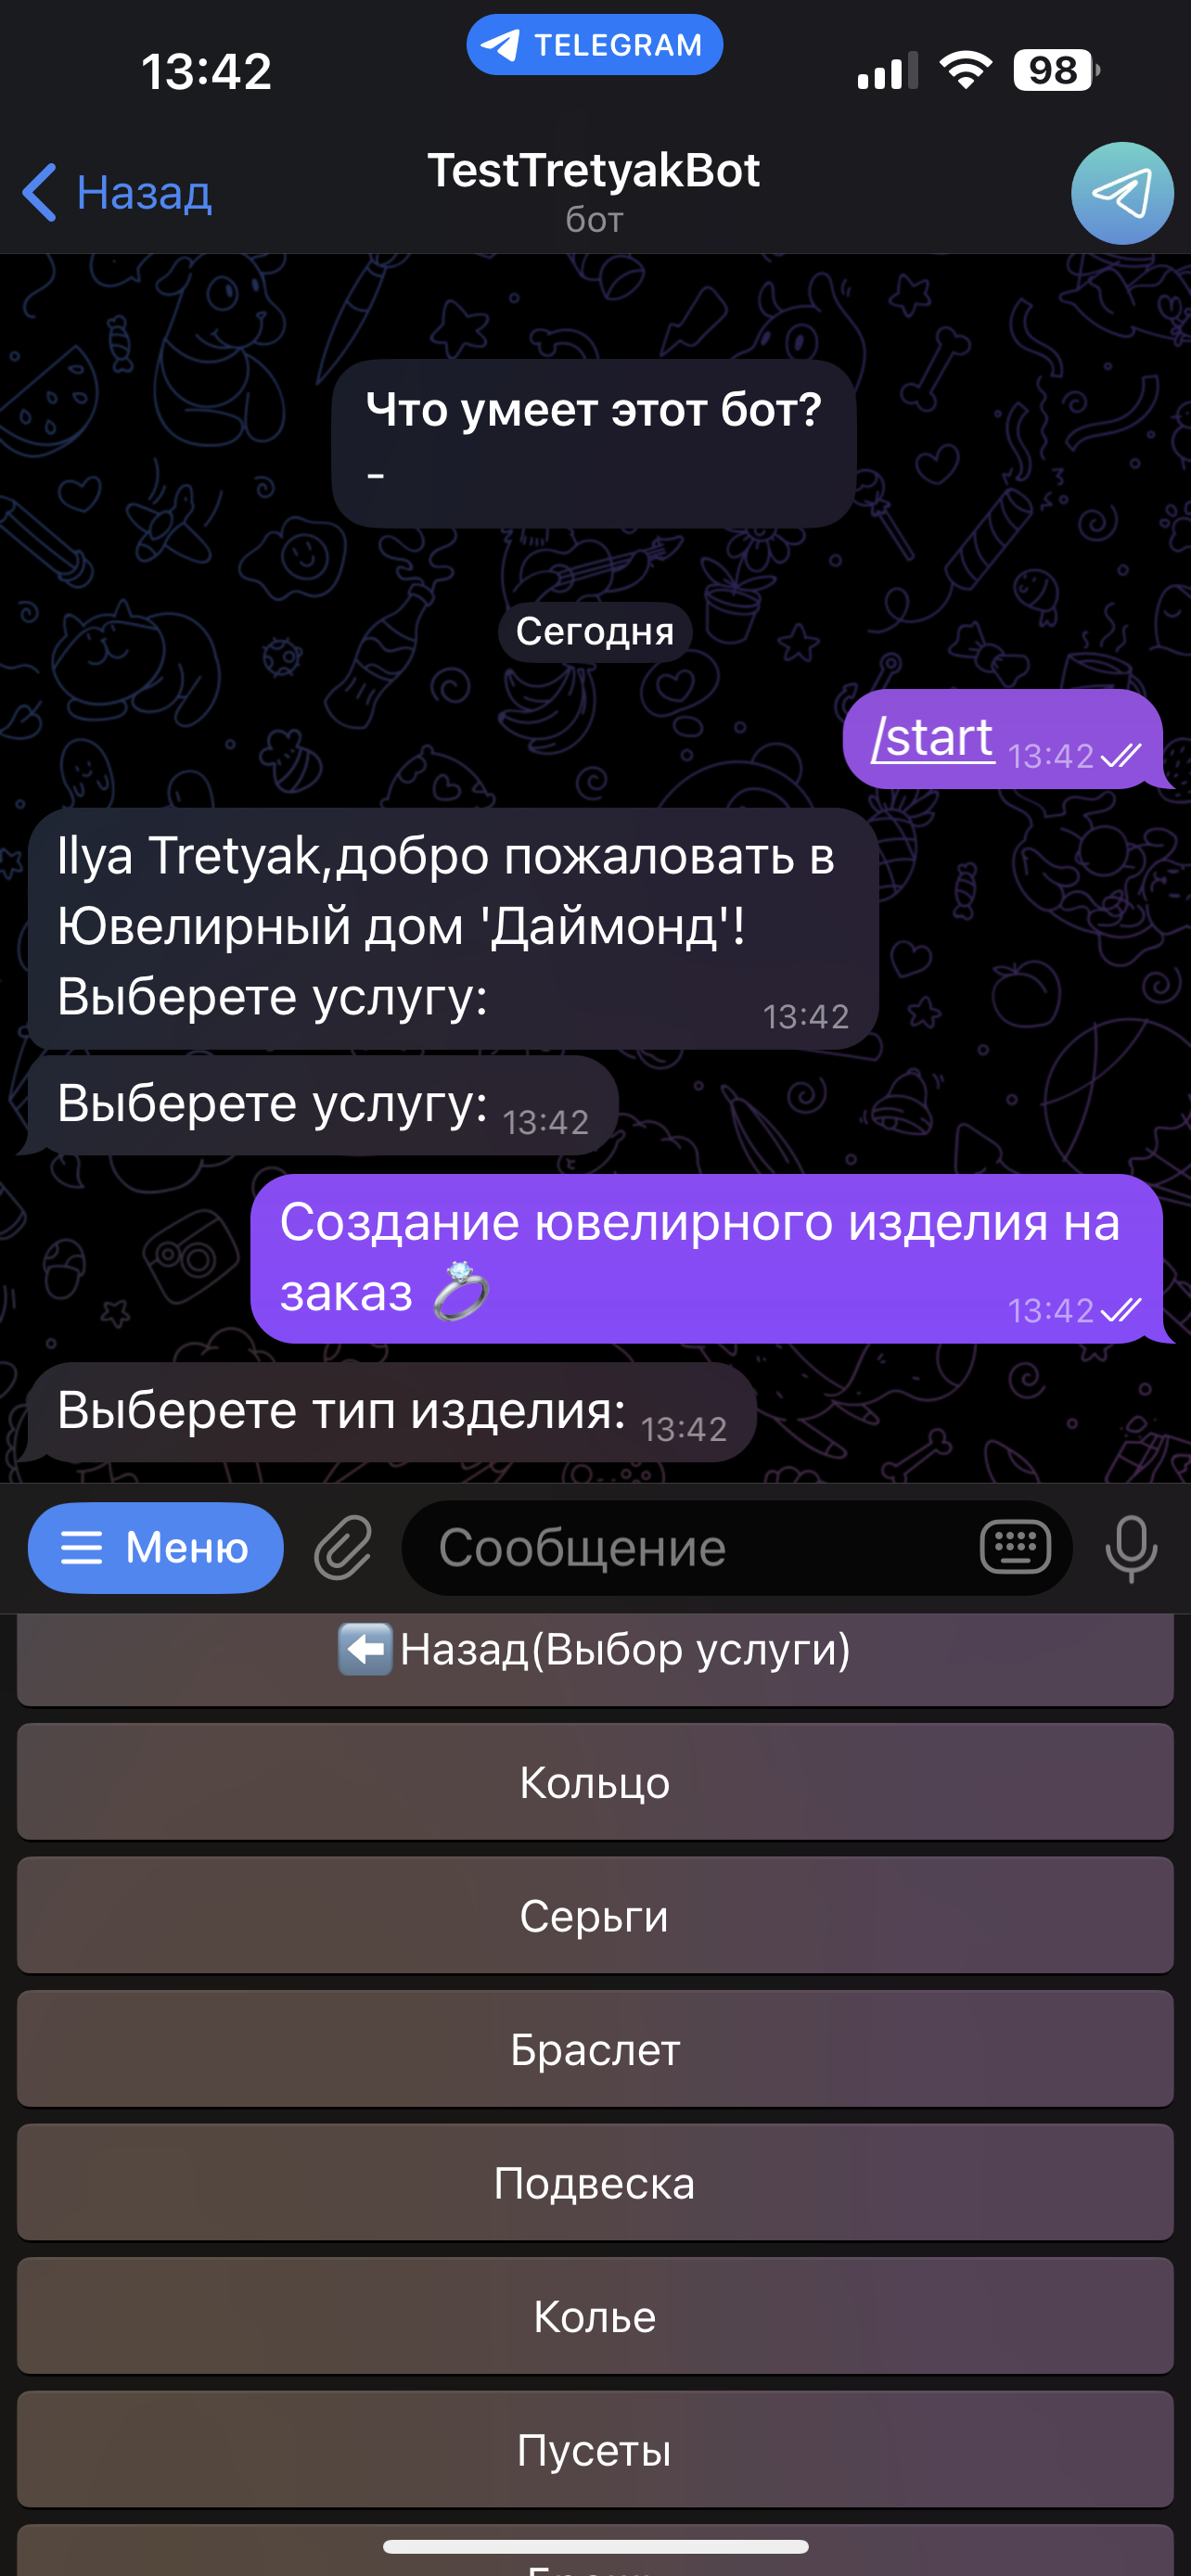 13:42
TELEGRAM
98
Назад
TestTretyakBot
бот
Что умеет этот бот?
-
Сегодня
/start 13:42
Ilya Tretyak,добро пожаловать в
Ювелирный дом 'Даймонд'!
Выберете услугу: 13:42
Выберете услугу: 13:42
Создание ювелирного изделия на
заказ 💍 13:42
Выберете тип изделия: 13:42
Меню
Сообщение
⬅️Назад(Выбор услуги)
Кольцо
Серьги
Браслет
Подвеска
Колье
Пусеты